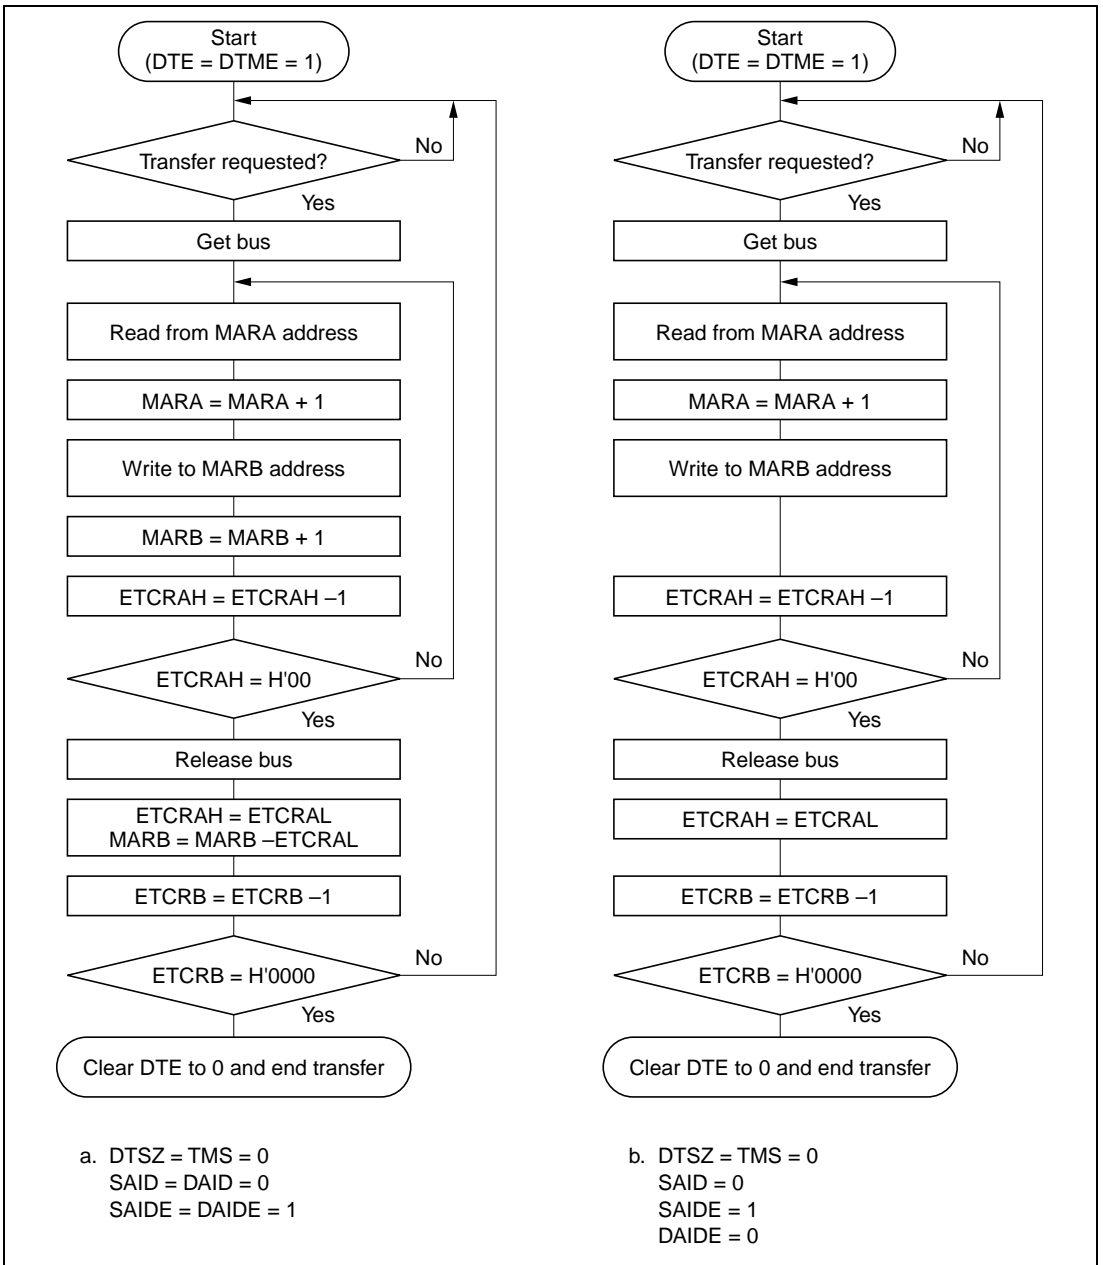 Start
(DTE = DTME = 1)
Transfer requested?
No
Yes
Get bus
Read from MARA address
MARA = MARA + 1
Write to MARB address
MARB = MARB + 1
ETCRAH = ETCRAH –1
ETCRAH = H'00
No
Yes
Release bus
ETCRAH = ETCRAL
MARB = MARB –ETCRAL
ETCRB = ETCRB –1
ETCRB = H'0000
No
Yes
Clear DTE to 0 and end transfer
a. DTSZ = TMS = 0
SAID = DAID = 0
SAIDE = DAIDE = 1
Start
(DTE = DTME = 1)
Transfer requested?
No
Yes
Get bus
Read from MARA address
MARA = MARA + 1
Write to MARB address
ETCRAH = ETCRAH –1
ETCRAH = H'00
No
Yes
Release bus
ETCRAH = ETCRAL
ETCRB = ETCRB –1
ETCRB = H'0000
No
Yes
Clear DTE to 0 and end transfer
b. DTSZ = TMS = 0
SAID = 0
SAIDE = 1
DAIDE = 0